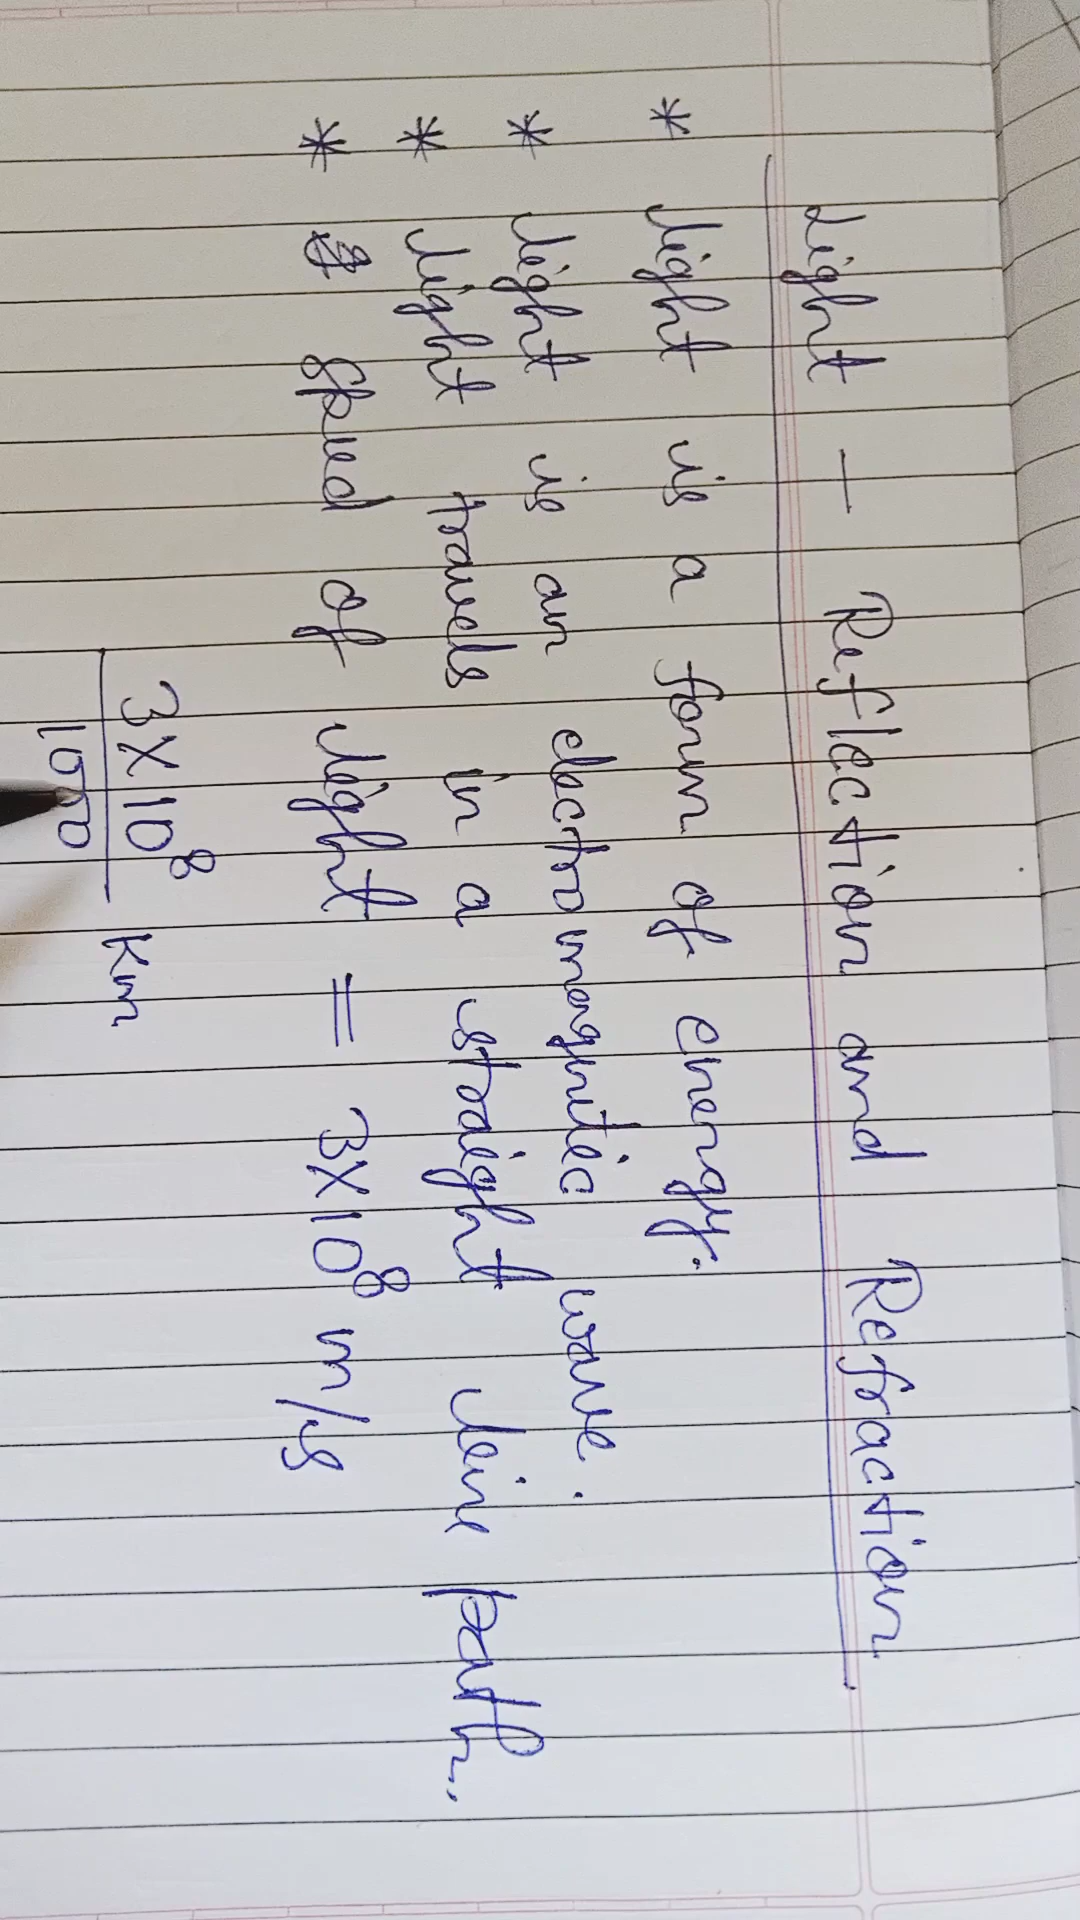 Light - Reflection and Refraction
* Light is a form of energy.
* Light is an electromagnetic wave.
* Light travels in a straight line path.
* Speed of light = 3×10⁸ m/s
3×10⁸ km
1000